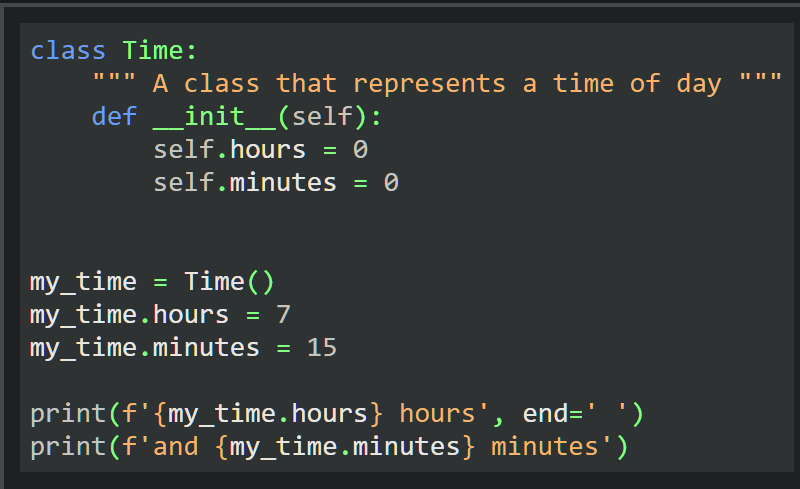 class Time:
    """ A class that represents a time of day """
    def __init__(self):
        self.hours = 0
        self.minutes = 0
my_time = Time()
my_time.hours = 7
my_time.minutes = 15
print(f'{my_time.hours} hours', end=' ')
print(f'and {my_time.minutes} minutes')